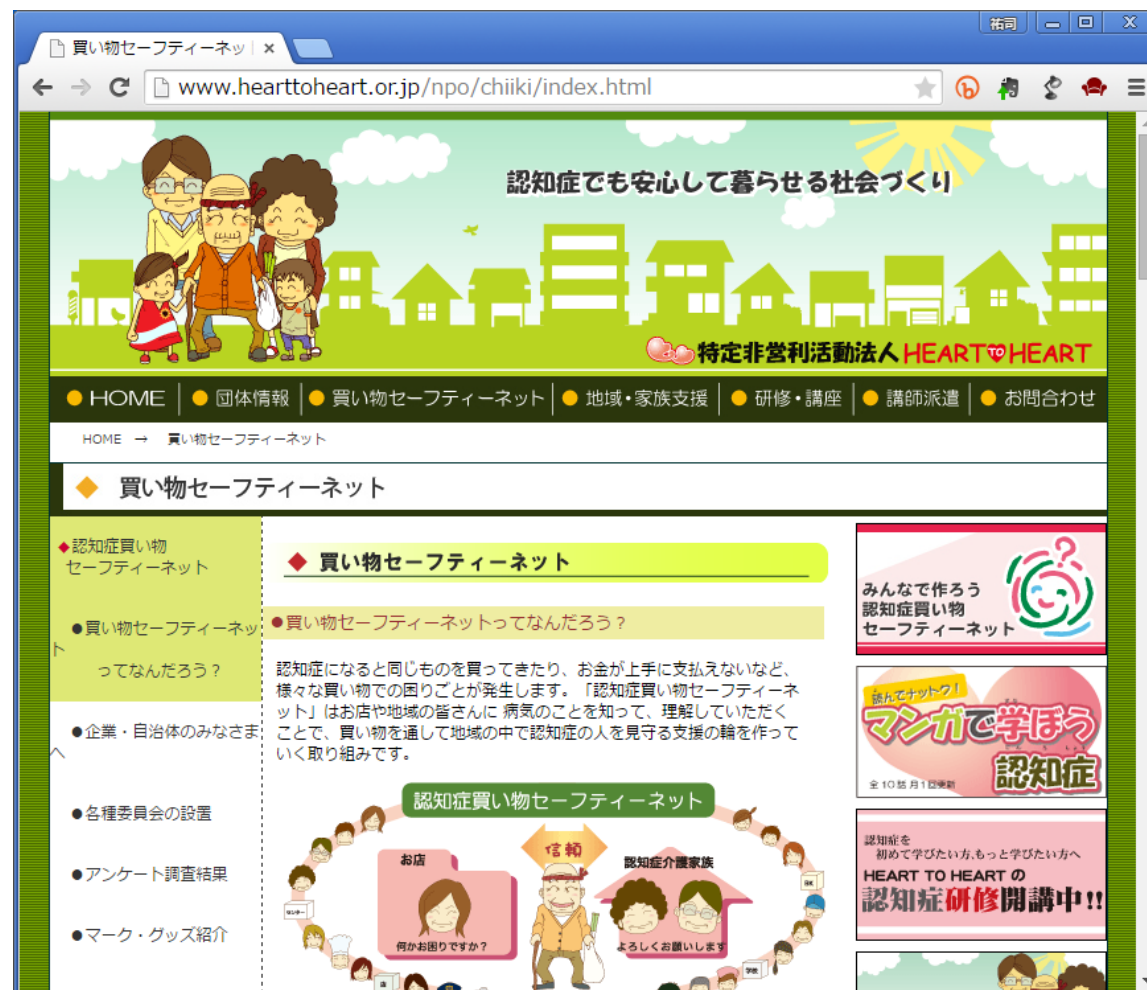 祐司
買い物セーフティーネッ
www.hearttoheart.or.jp/npo/chiiki/index.html
認知症でも安心して暮らせる社会づくり
特定非営利活動法人 HEART TO HEART
HOME
団体情報
買い物セーフティーネット
地域・家族支援
研修・講座
講師派遣
お問合わせ
HOME → 買い物セーフティーネット
◆ 買い物セーフティーネット
◆認知症買い物
セーフティーネット
●買い物セーフティーネッ
ト
ってなんだろう？
●企業・自治体のみなさま
へ
●各種委員会の設置
●アンケート調査結果
●マーク・グッズ紹介
◆ 買い物セーフティーネット
●買い物セーフティーネットってなんだろう？
認知症になると同じものを買ってきたり、お金が上手に支払えないなど、
様々な買い物での困りごとが発生します。「認知症買い物セーフティーネ
ット」はお店や地域の皆さんに 病気のことを知って、理解していただく
ことで、買い物を通して地域の中で認知症の人を見守る支援の輪を作って
いく取り組みです。
認知症買い物セーフティーネット
信頼
お店
何かお困りですか？
認知症介護家族
よろしくお願いします
学校
店
みんなで作ろう
認知症買い物
セーフティーネット
読んでナットク！
マンガで学ぼう
認知症
全10話 月1回更新
認知症を
初めて学びたい方、もっと学びたい方へ
HEART TO HEART の
認知症研修開講中!!